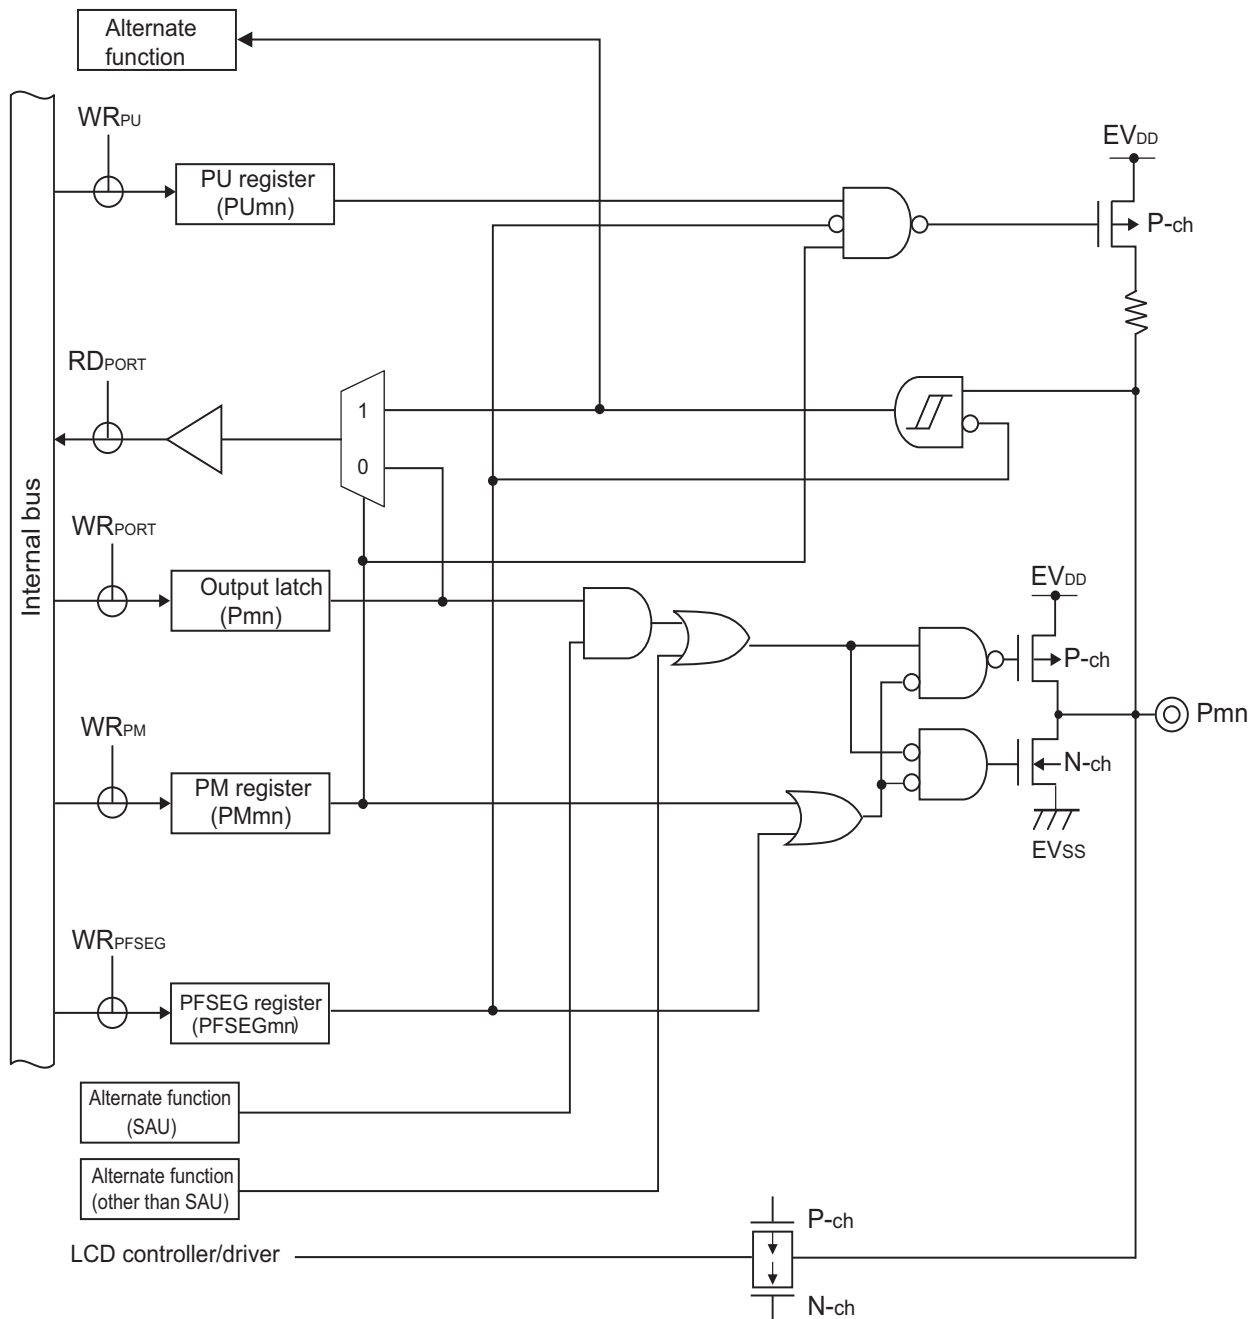 Alternate
function
WRPU
EVDD
PU register
(PUmn)
P-ch
RDPORT
1
0
Internal bus
WRPORT
Output latch
(Pmn)
EVDD
P-ch
Pmn
WRPM
PM register
(PMmn)
N-ch
EVSS
WRPFSEG
PFSEG register
(PFSEGmn)
Alternate function
(SAU)
Alternate function
(other than SAU)
P-ch
LCD controller/driver
N-ch